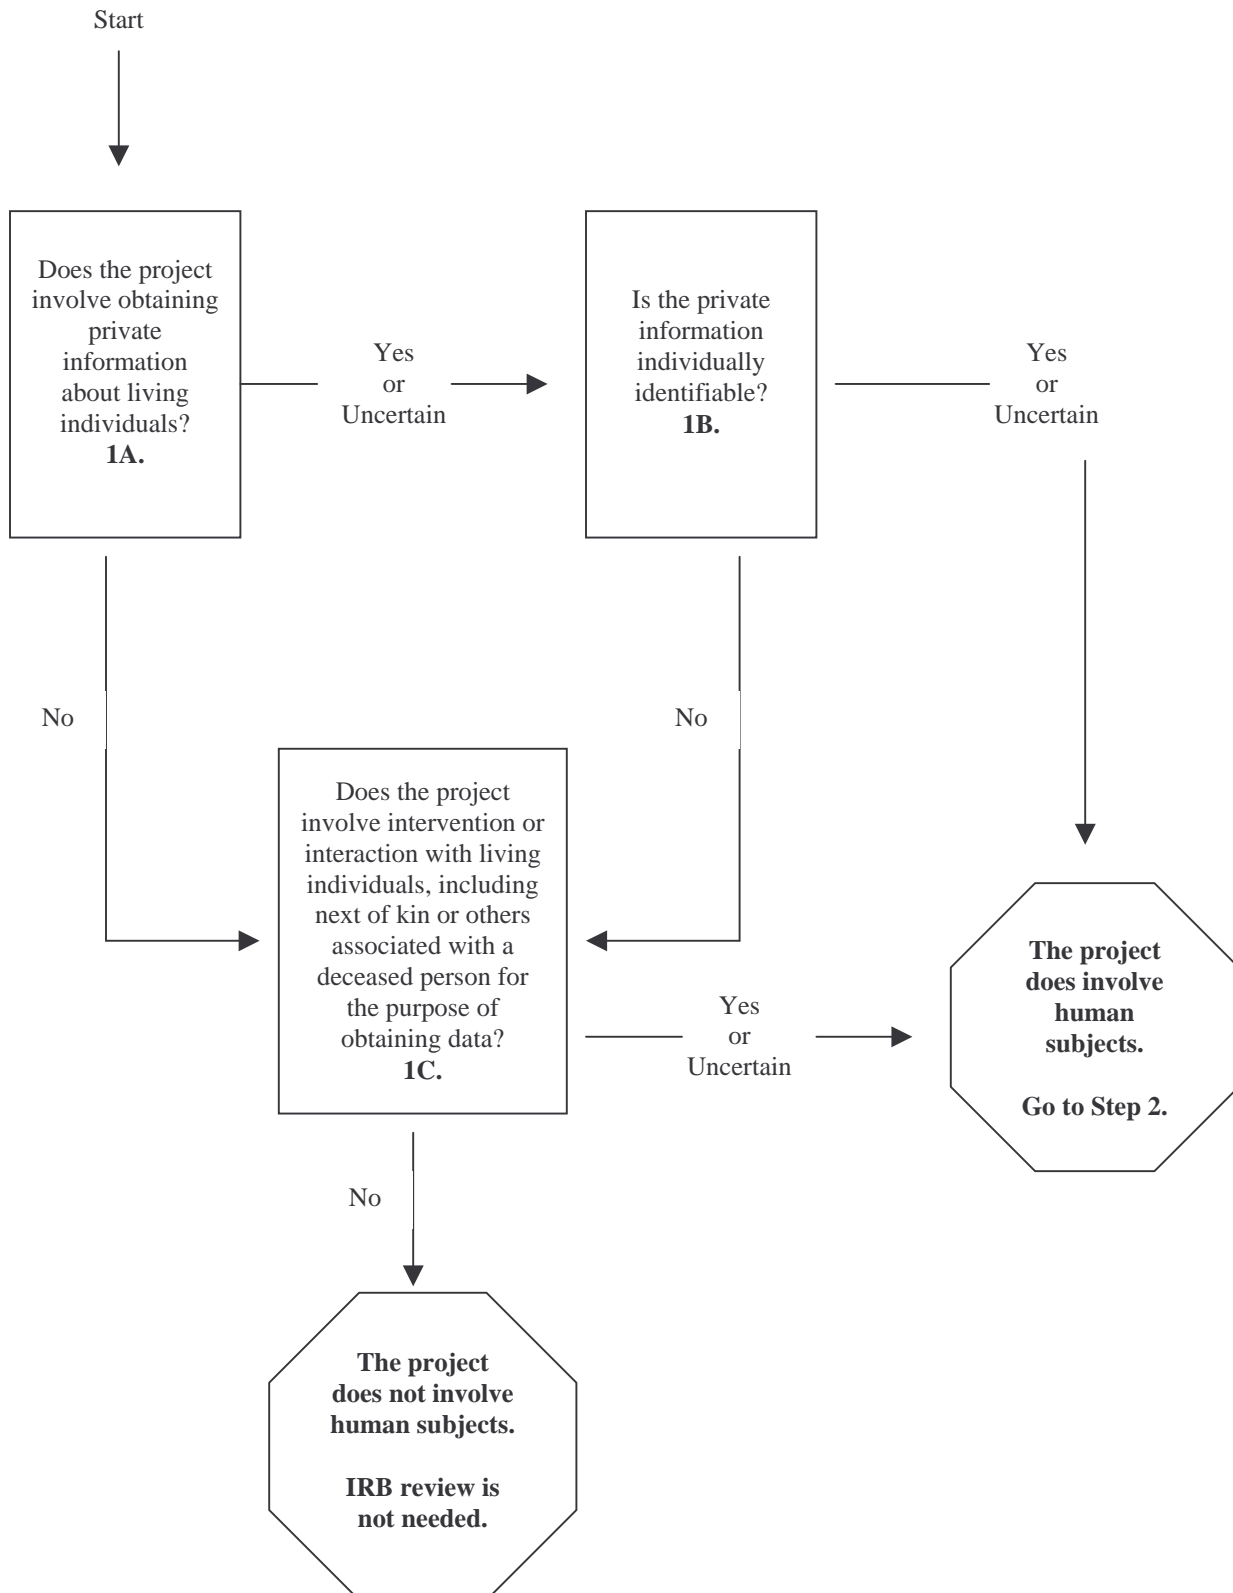 Start
Does the project
involve obtaining
private
information
about living
individuals?
1A.
Yes
or
Uncertain
Is the private
information
individually
identifiable?
1B.
Yes
or
Uncertain
No
No
Does the project
involve intervention or
interaction with living
individuals, including
next of kin or others
associated with a
deceased person for
the purpose of
obtaining data?
1C.
Yes
or
Uncertain
The project
does involve
human
subjects.
Go to Step 2.
No
The project
does not involve
human subjects.
IRB review is
not needed.